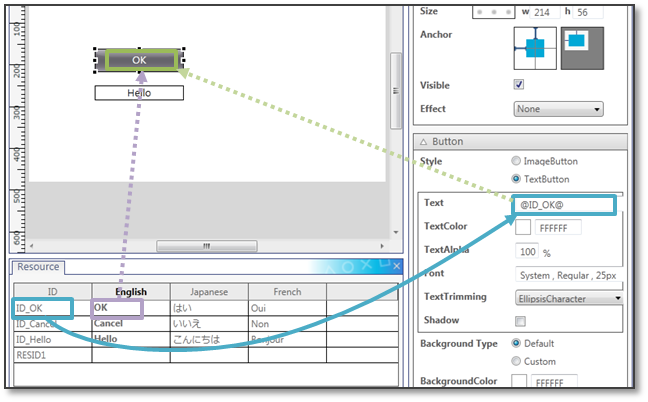 100
200
300
400
500
600
OK
Hello
Size w 214 h 56
Anchor
Visible
Effect None
Button
Style ImageButton
TextButton
Text @ID_OK@
TextColor FFFFFF
TextAlpha 100 %
Font System , Regular , 25px
TextTrimming EllipsisCharacter
Shadow
Background Type Default
Custom
BackgroundColor FFFFFF
Resource
ID English Japanese French
ID_OK OK はい Oui
ID_Cancel Cancel いいえ Non
ID_Hello Hello こんにちは Bonjour
RESID1